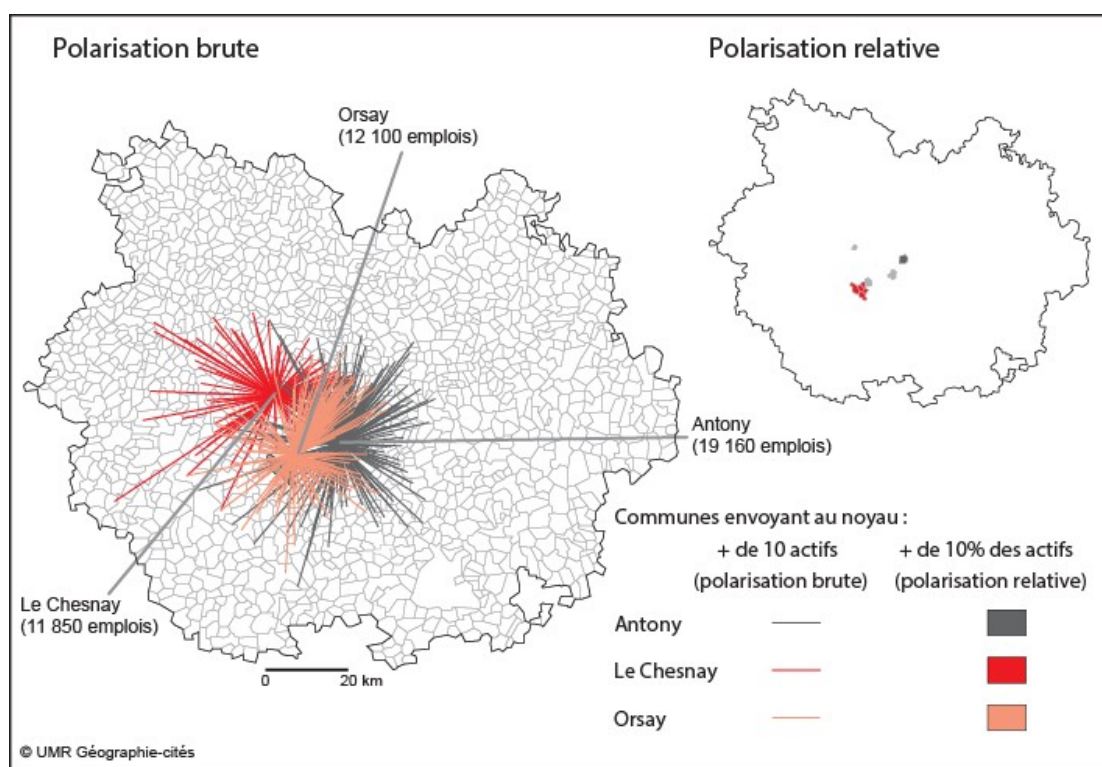 Polarisation brute
Polarisation relative
Orsay
(12 100 emplois)
Antony
(19 160 emplois)
Le Chesnay
(11 850 emplois)
0 20 km
Communes envoyant au noyau :
+ de 10 actifs + de 10% des actifs
(polarisation brute) (polarisation relative)
Antony
Le Chesnay
Orsay
© UMR Géographie-cités